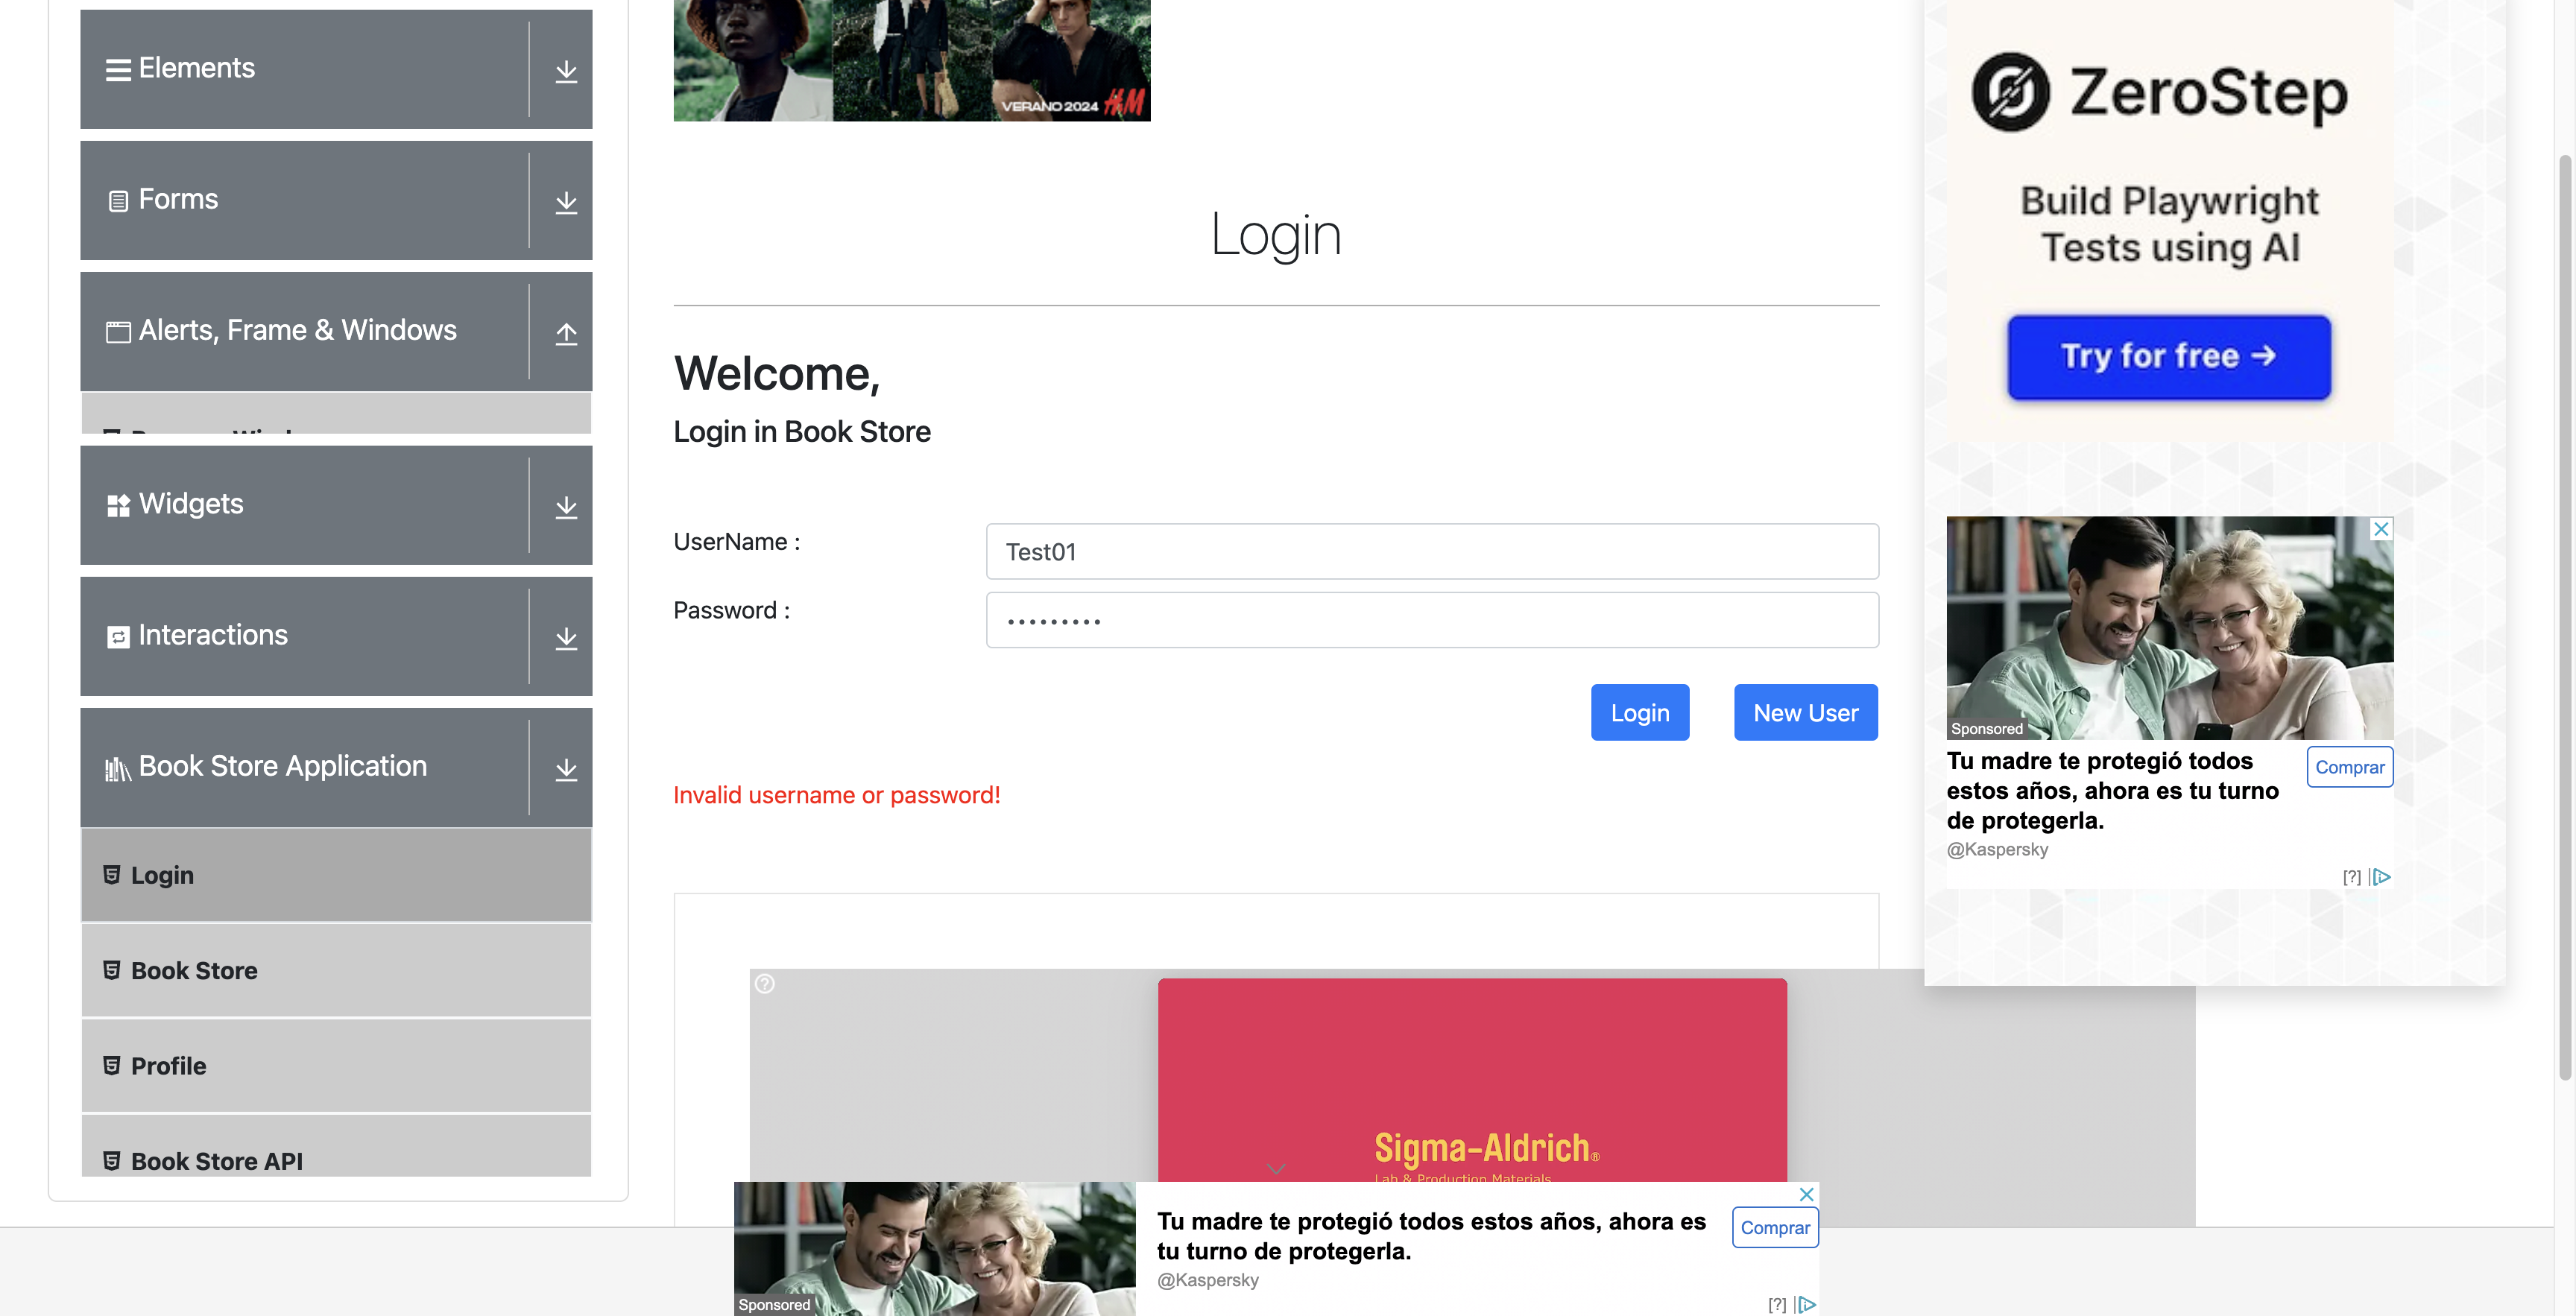 Elements
Forms
Alerts, Frame & Windows
Widgets
Interactions
Book Store Application
Login
Book Store
Profile
Book Store API
VERANO 2024 H&M
Login
Welcome,
Login in Book Store
UserName :
Test01
Password :
Login
New User
Invalid username or password!
Sigma-Aldrich®
Lab & Production Materials
Sponsored
Tu madre te protegió todos estos años, ahora es
tu turno de protegerla.
@Kaspersky
Comprar
[?]
ZeroStep
Build Playwright
Tests using AI
Try for free →
Sponsored
Tu madre te protegió todos
estos años, ahora es tu turno
de protegerla.
@Kaspersky
Comprar
[?]